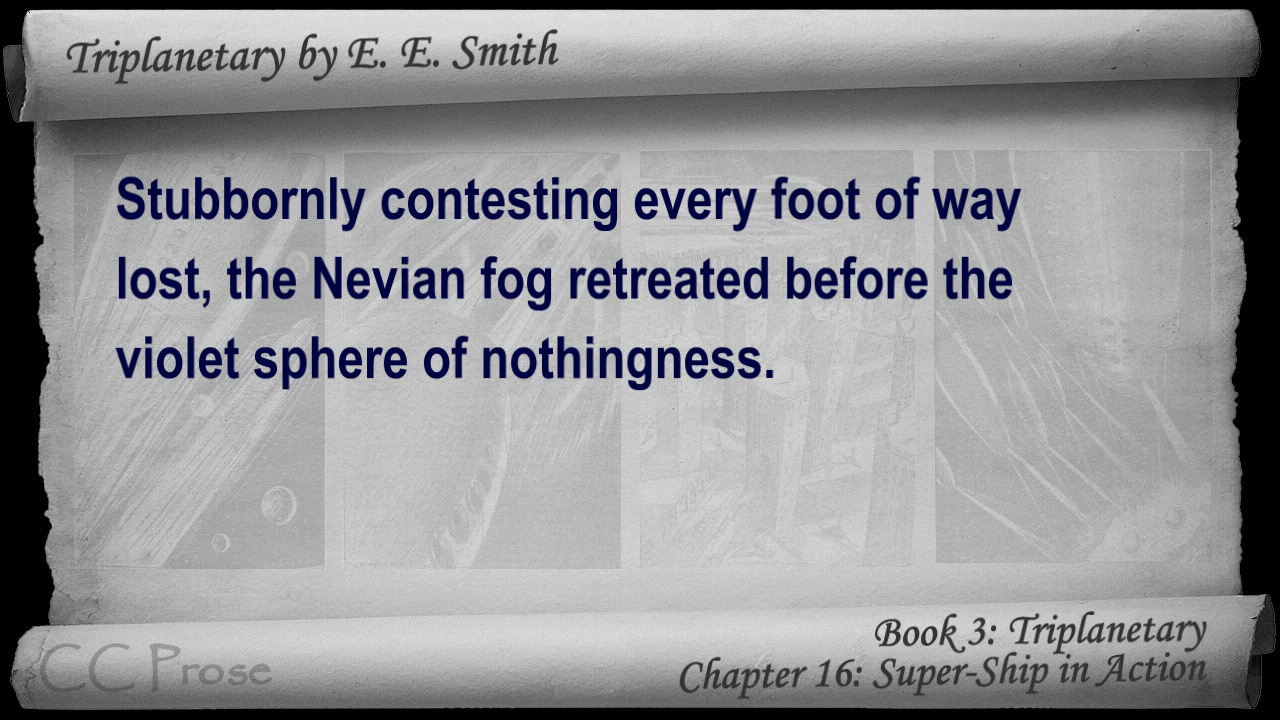 Triplanetary by E. E. Smith
Stubbornly contesting every foot of way
lost, the Nevian fog retreated before the
violet sphere of nothingness.
Book 3: Triplanetary
Chapter 16: Super-Ship in Action
CC Prose